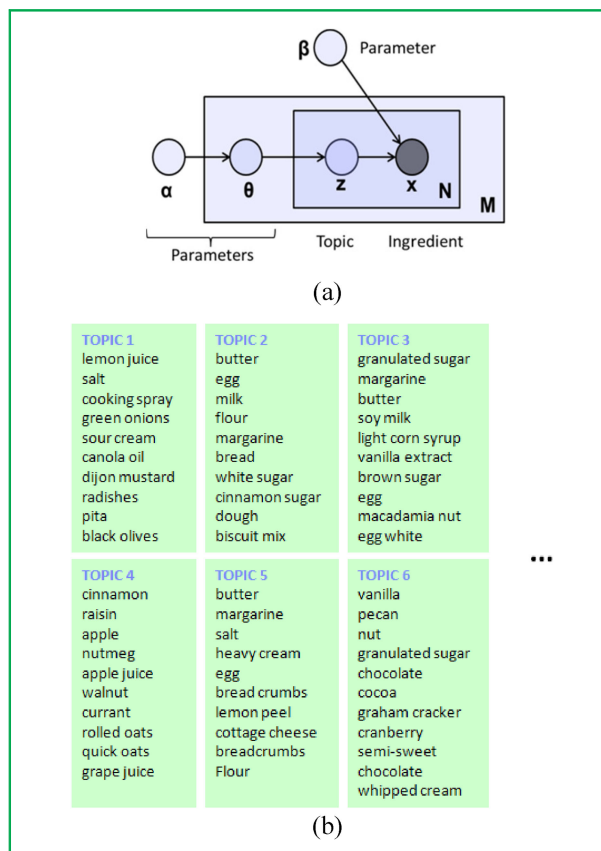 β
Parameter
α
θ
z
x
N
M
Parameters
Topic
Ingredient
(a)
TOPIC 1
lemon juice
salt
cooking spray
green onions
sour cream
canola oil
dijon mustard
radishes
pita
black olives
TOPIC 2
butter
egg
milk
flour
margarine
bread
white sugar
cinnamon sugar
dough
biscuit mix
TOPIC 3
granulated sugar
margarine
butter
soy milk
light corn syrup
vanilla extract
brown sugar
egg
macadamia nut
egg white
...
TOPIC 4
cinnamon
raisin
apple
nutmeg
apple juice
walnut
currant
rolled oats
quick oats
grape juice
TOPIC 5
butter
margarine
salt
heavy cream
egg
bread crumbs
lemon peel
cottage cheese
breadcrumbs
Flour
TOPIC 6
vanilla
pecan
nut
granulated sugar
chocolate
cocoa
graham cracker
cranberry
semi-sweet
chocolate
whipped cream
(b)